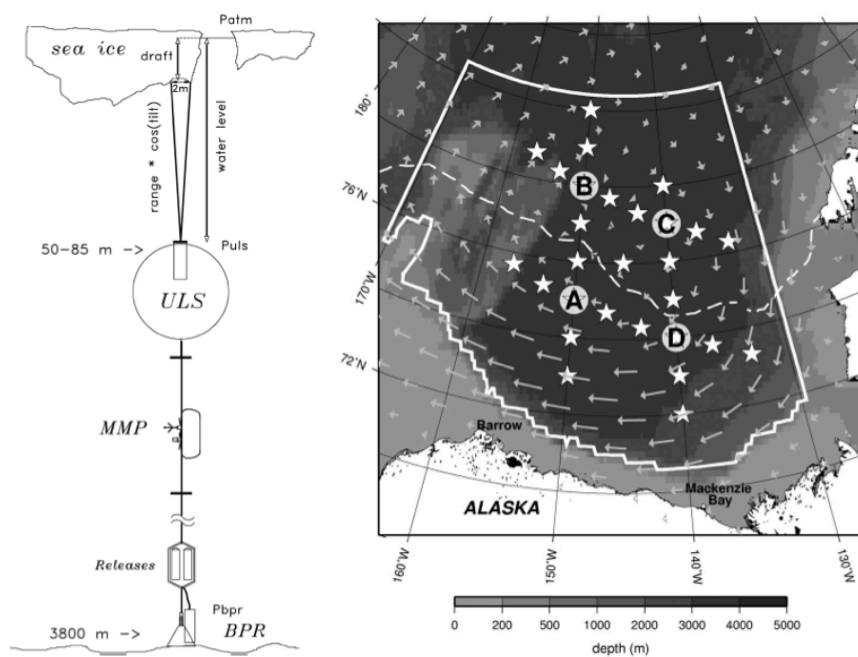 Patm
sea ice
draft
2m
range * cos(tilt)
water level
50-85 m ->
Puls
ULS
MMP
Releases
Pbpr
3800 m ->
BPR
180°
76°N
170°W
72°N
160°W
150°W
140°W
130°W
B
C
A
D
Barrow
Mackenzie
Bay
ALASKA
0 200 500 1000 2000 3000 4000 5000
depth (m)